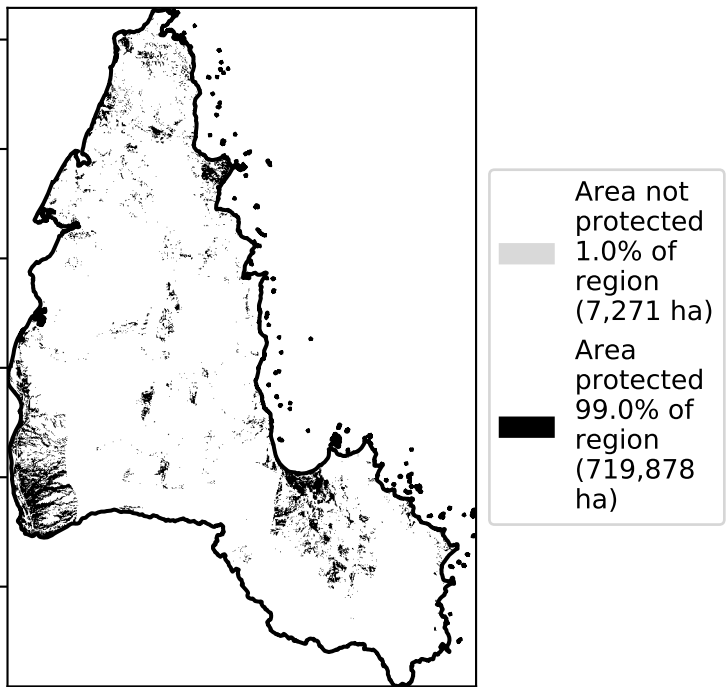 Area not
protected
1.0% of
region
(7,271 ha)
Area
protected
99.0% of
region
(719,878
ha)